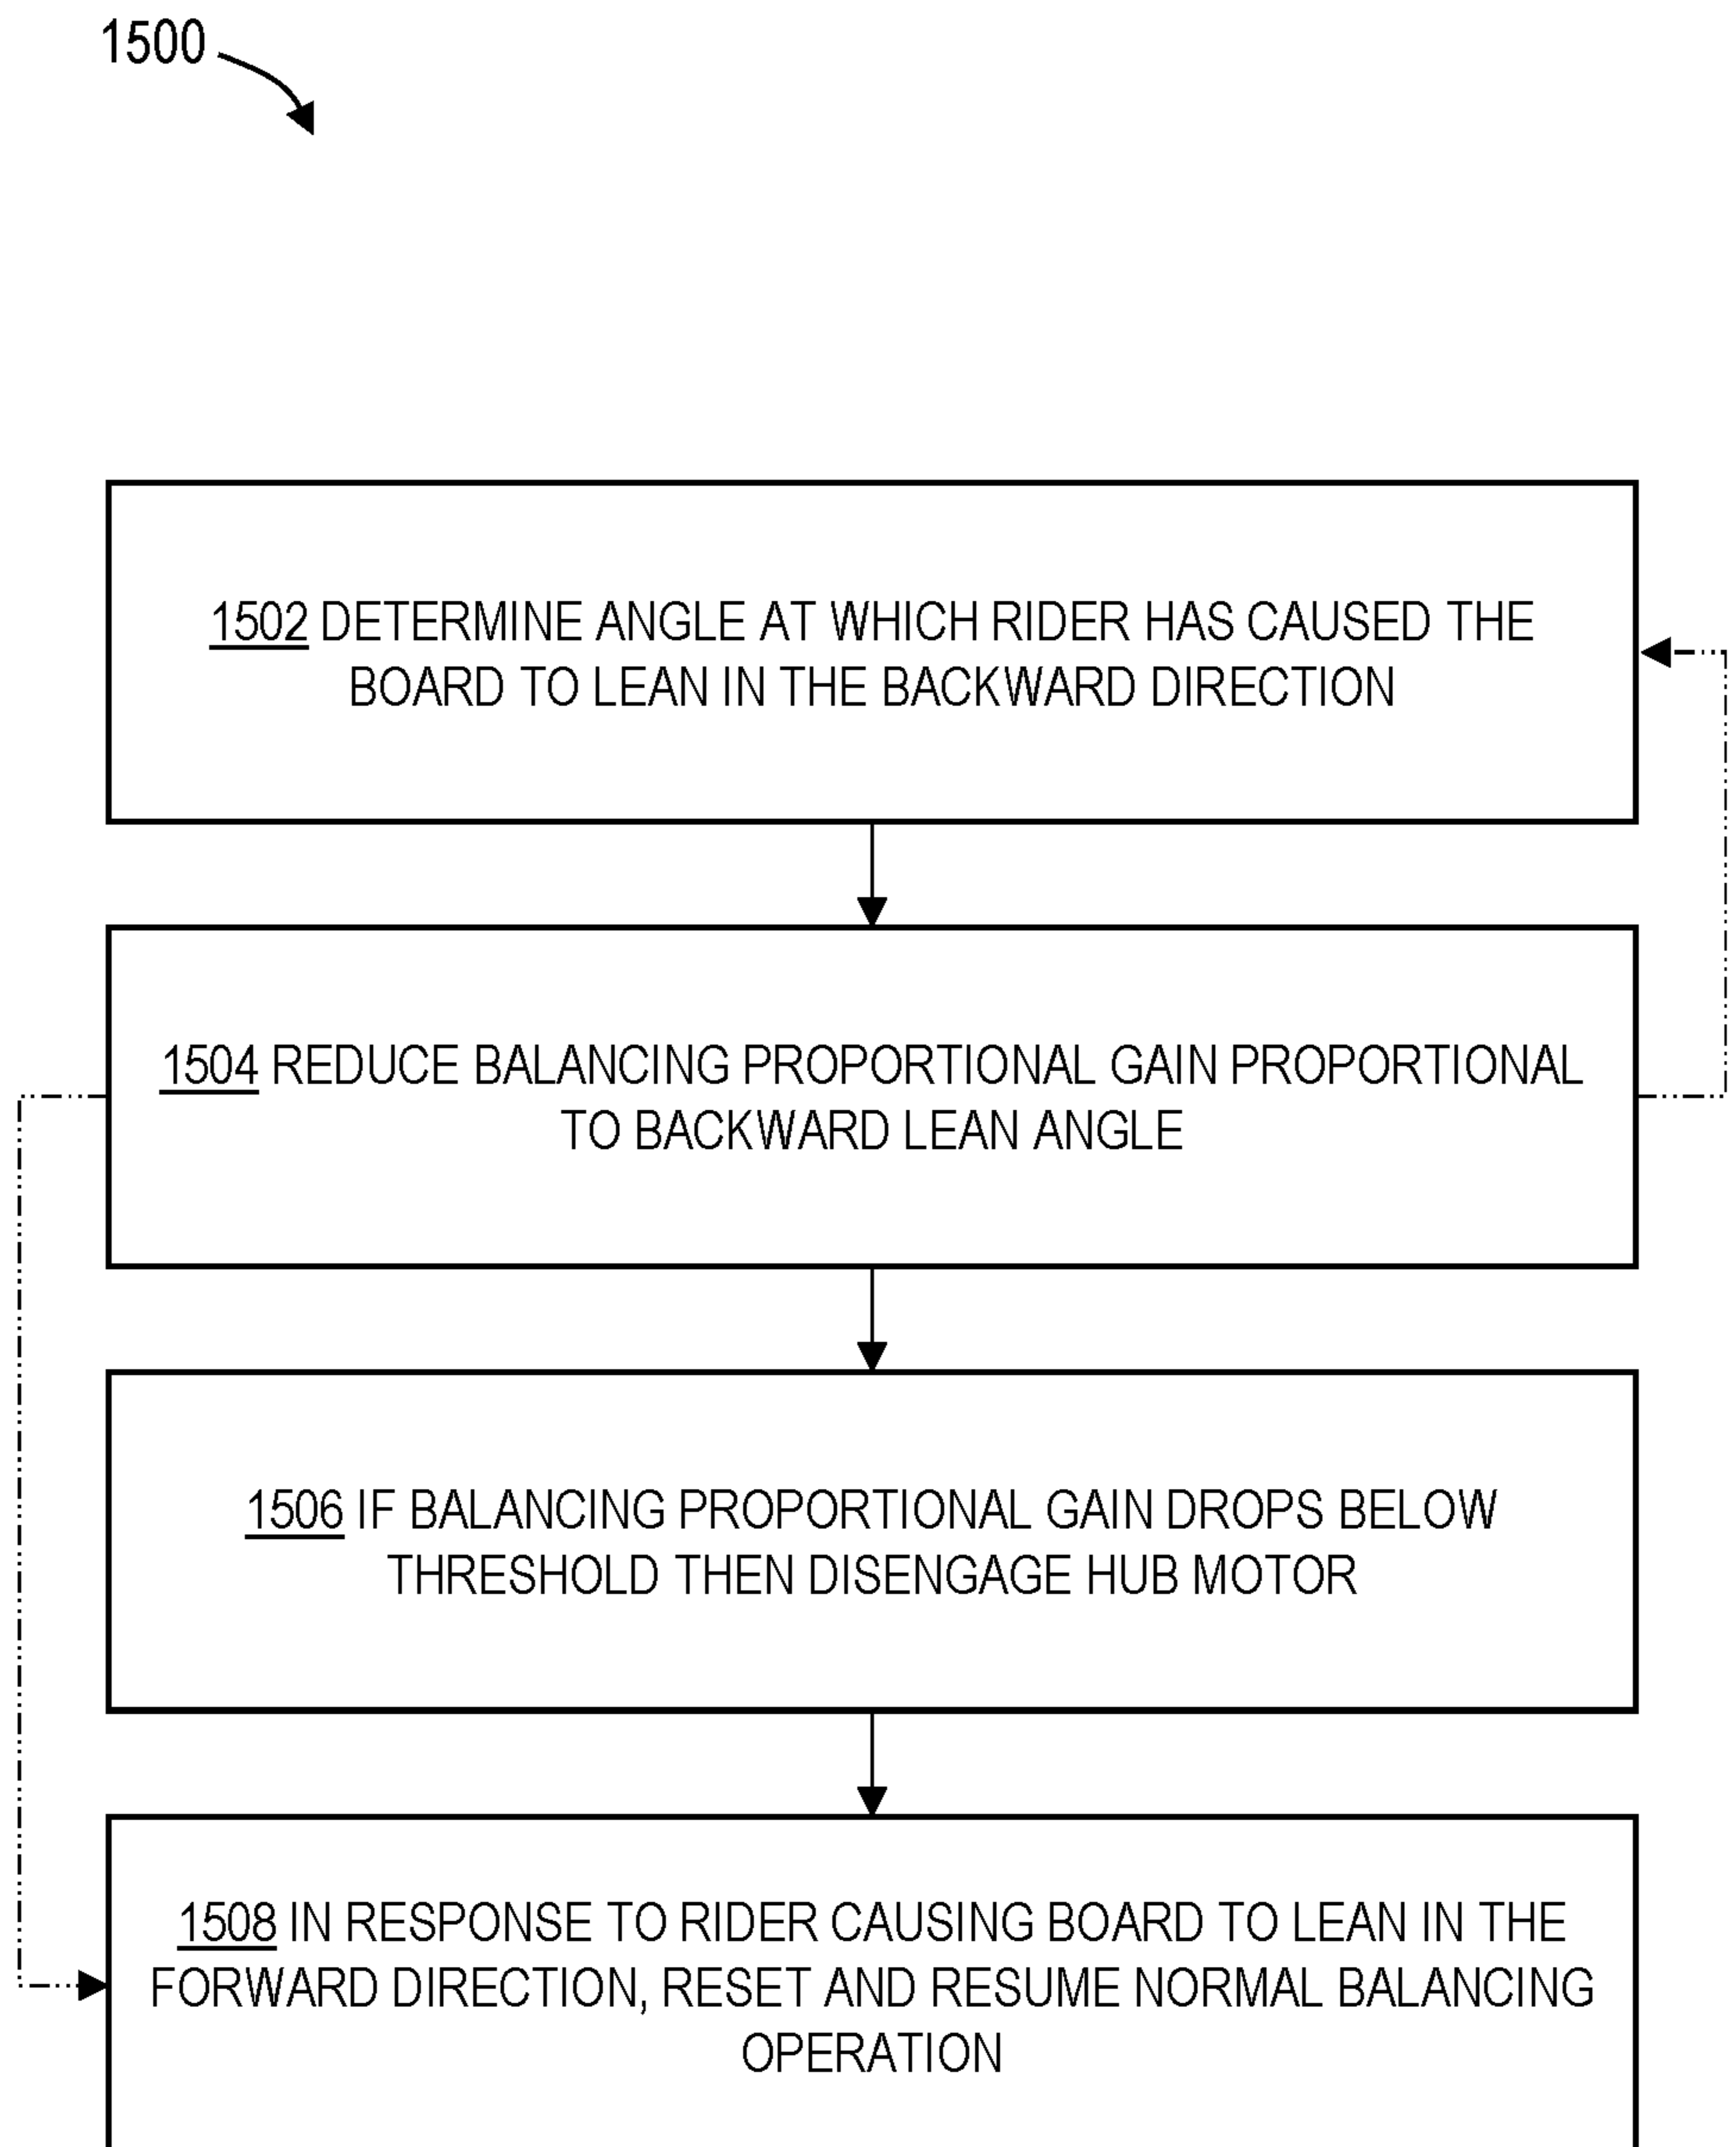 1500
1502 DETERMINE ANGLE AT WHICH RIDER HAS CAUSED THE
BOARD TO LEAN IN THE BACKWARD DIRECTION
1504 REDUCE BALANCING PROPORTIONAL GAIN PROPORTIONAL
TO BACKWARD LEAN ANGLE
1506 IF BALANCING PROPORTIONAL GAIN DROPS BELOW
THRESHOLD THEN DISENGAGE HUB MOTOR
1508 IN RESPONSE TO RIDER CAUSING BOARD TO LEAN IN THE
FORWARD DIRECTION, RESET AND RESUME NORMAL BALANCING
OPERATION